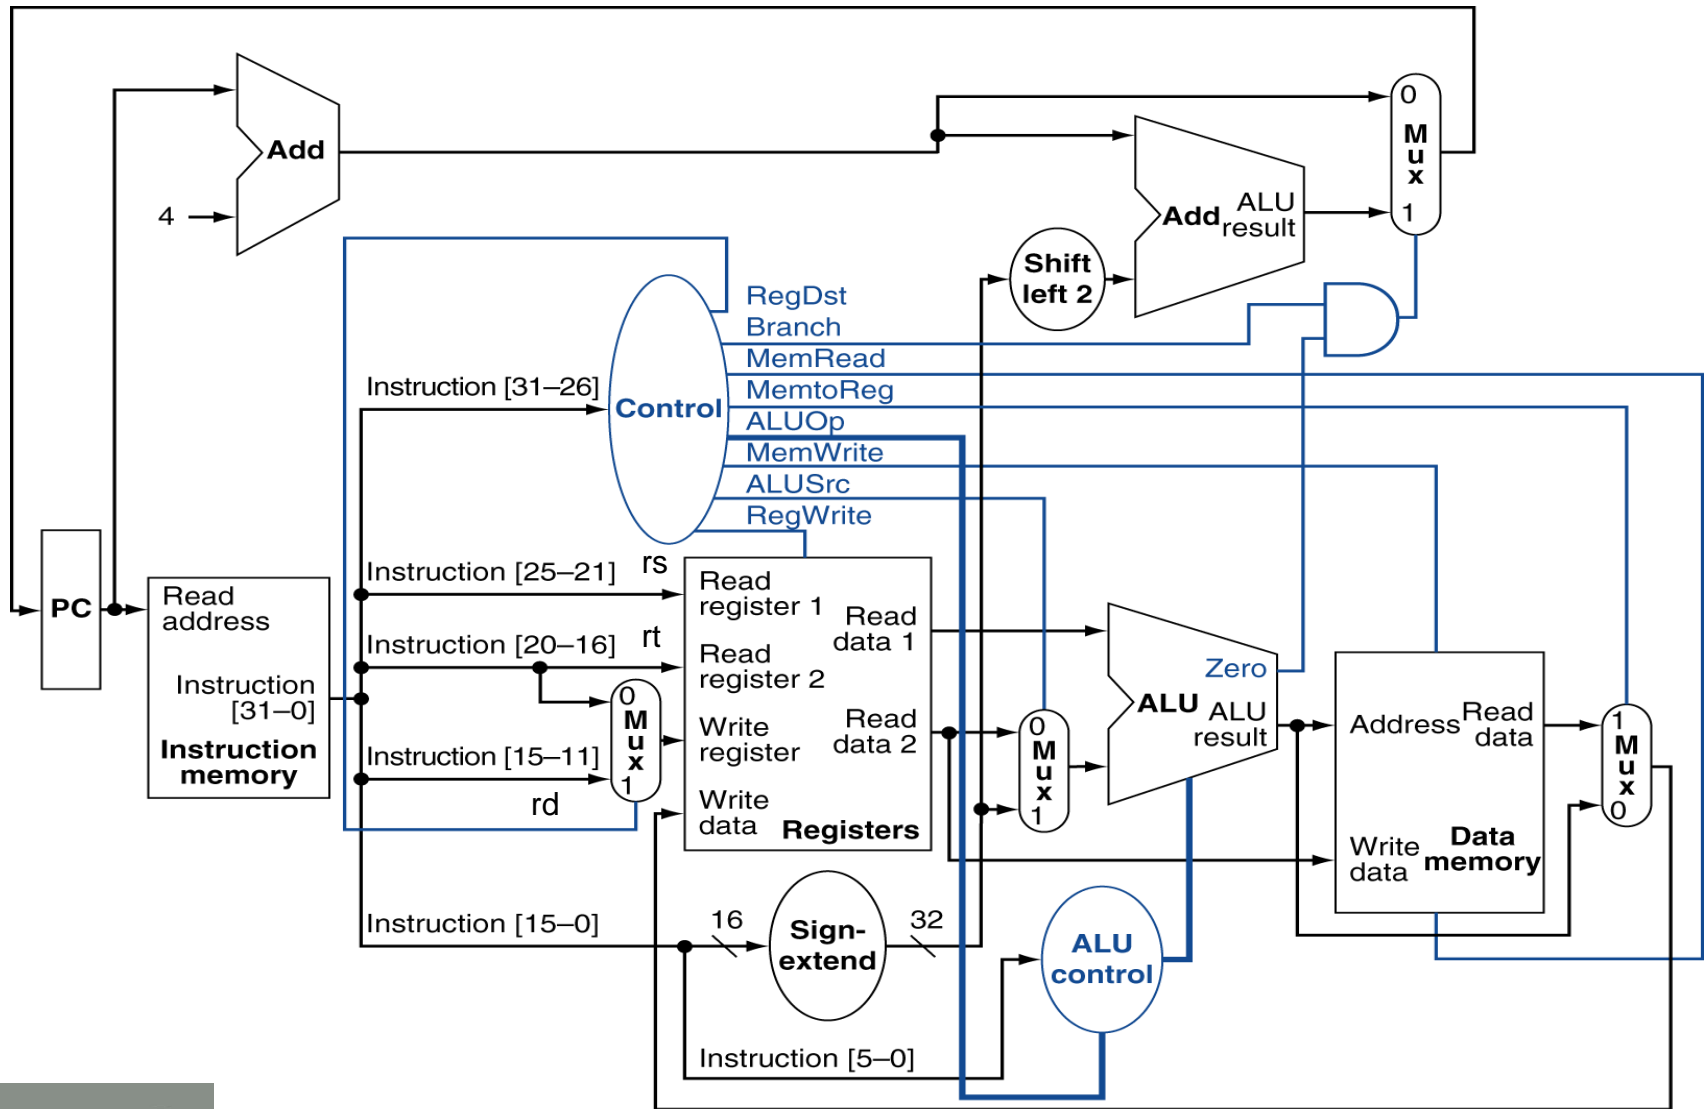 0
M
u
x
1
Add
4
Add
ALU
result
Shift
left 2
RegDst
Branch
MemRead
MemtoReg
ALUOp
MemWrite
ALUSrc
RegWrite
Control
Instruction [31–26]
Instruction [25–21]
rs
Instruction [20–16]
rt
Instruction [15–11]
rd
Instruction [15–0]
Instruction [5–0]
PC
Read
address
Instruction
[31–0]
Instruction
memory
0
M
u
x
1
Read
register 1
Read
register 2
Write
register
Write
data
Read
data 1
Read
data 2
Registers
0
M
u
x
1
Zero
ALU
ALU
result
Address
Read
data
Write
data
Data
memory
1
M
u
x
0
16
Sign-
extend
32
ALU
control